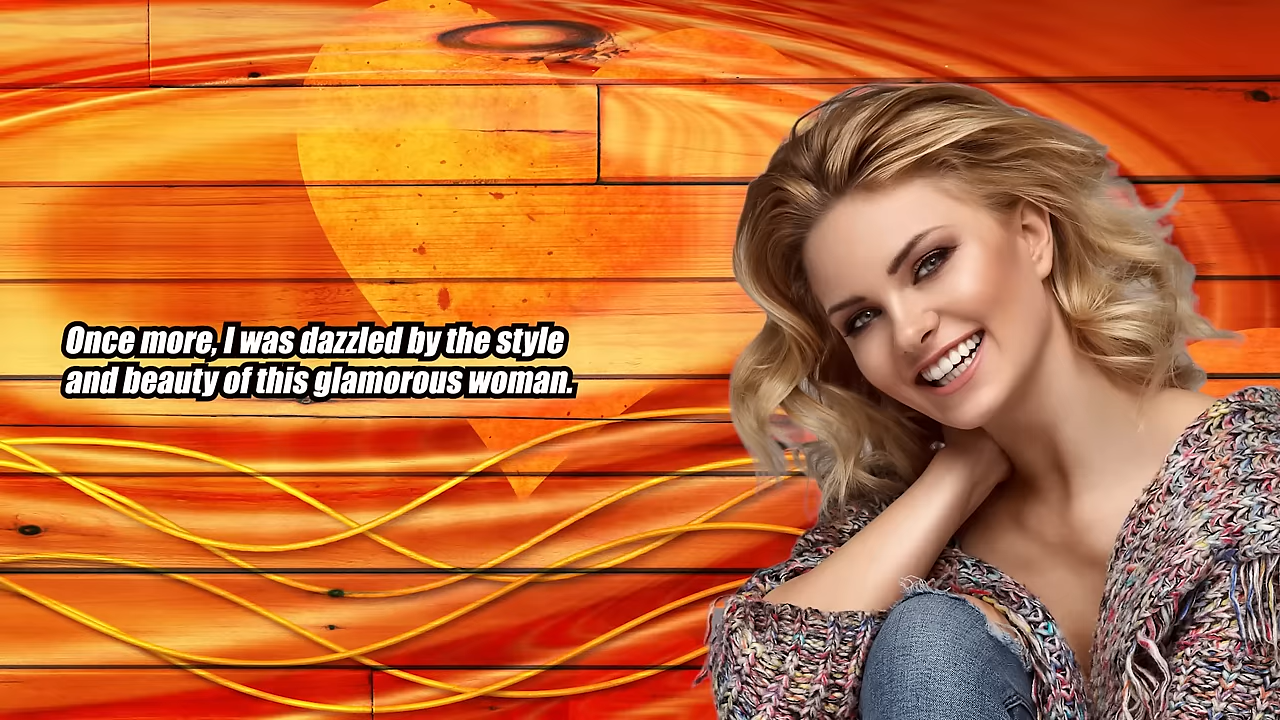 Once more, I was dazzled by the style
and beauty of this glamorous woman.